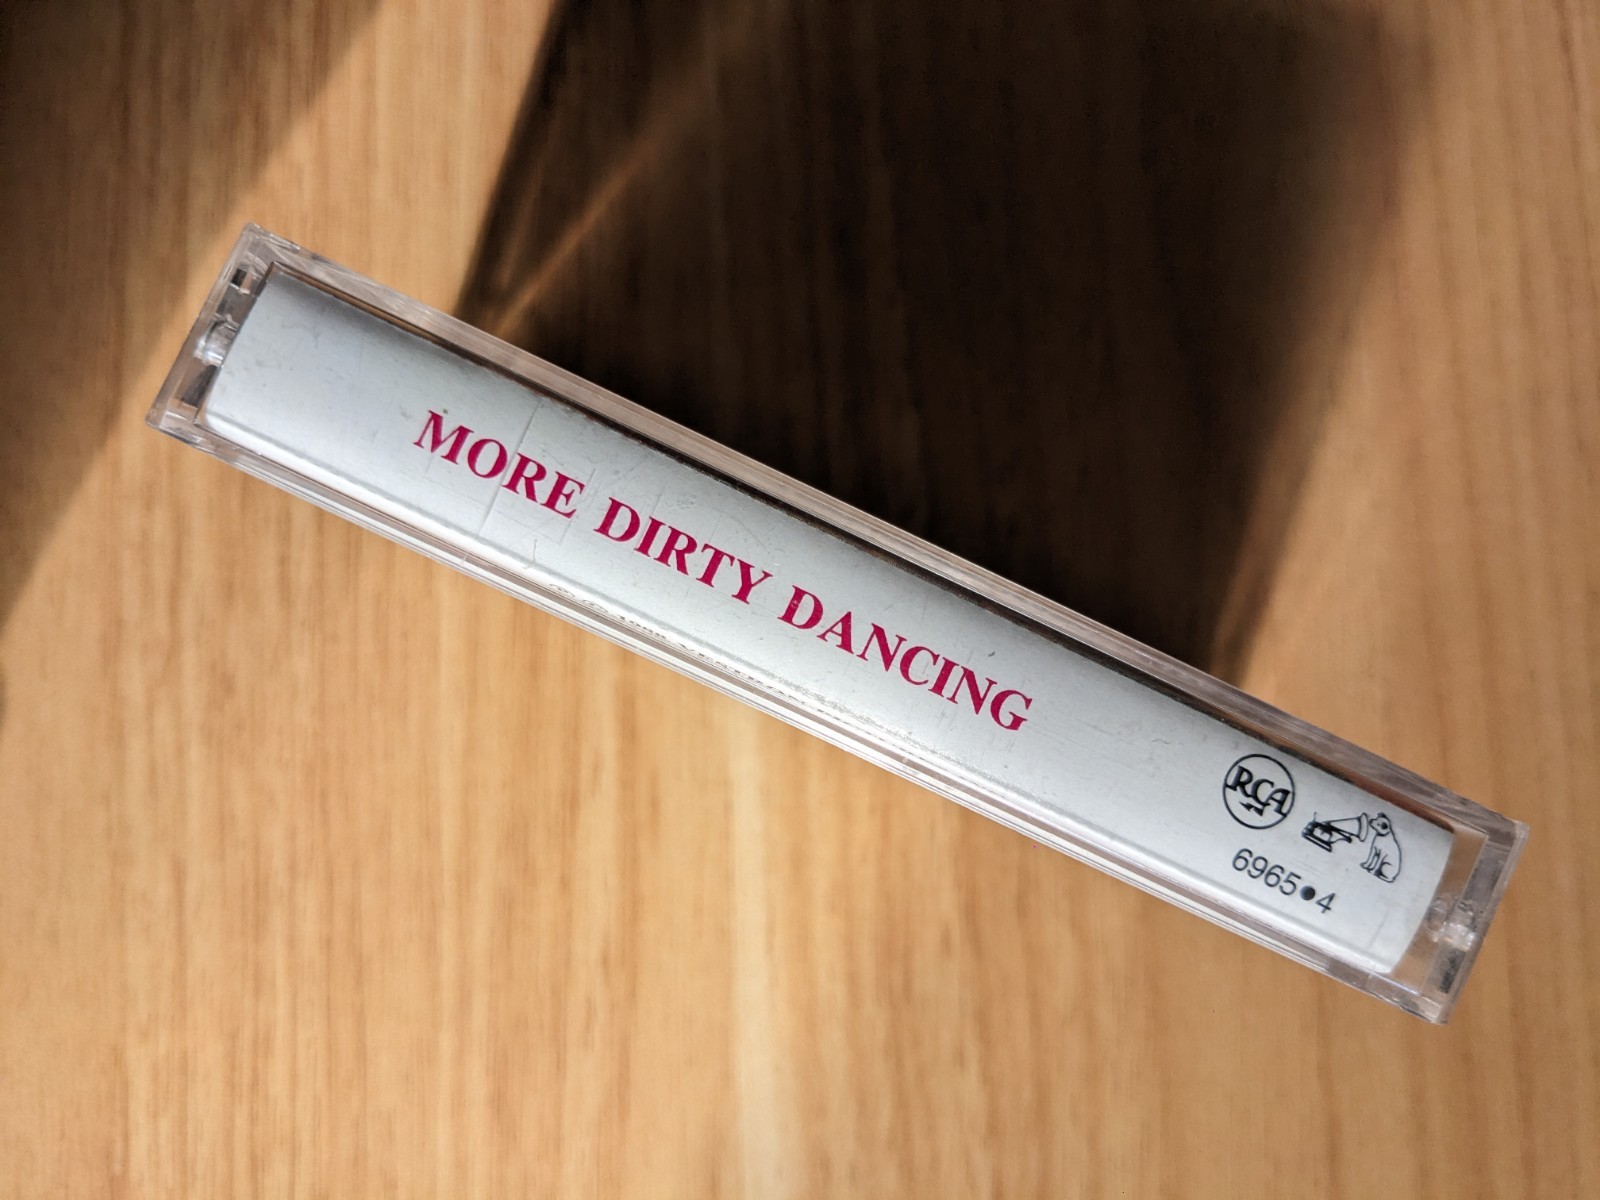 MORE DIRTY DANCING
RCA
6965●4